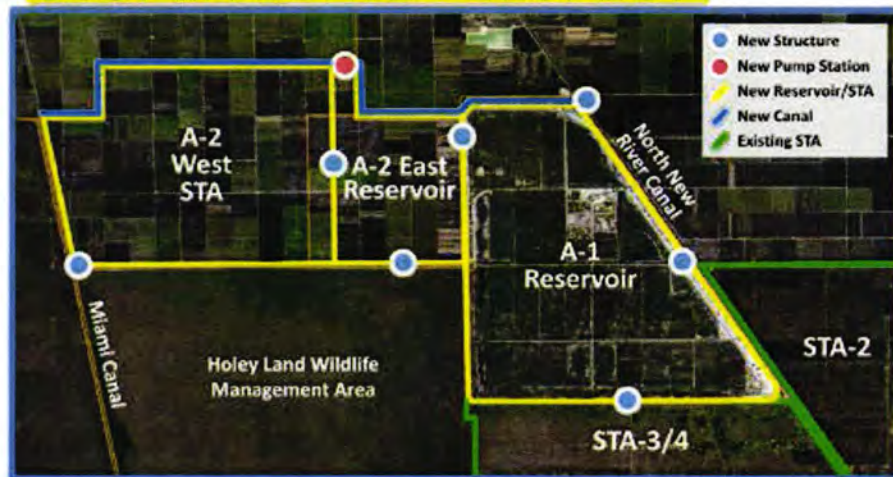 New Structure
New Pump Station
New Reservoir/STA
New Canal
Existing STA
A-2
West
STA
A-2 East
Reservoir
North New
River Canal
A-1
Reservoir
Miami Canal
Holey Land Wildlife
Management Area
STA-2
STA-3/4